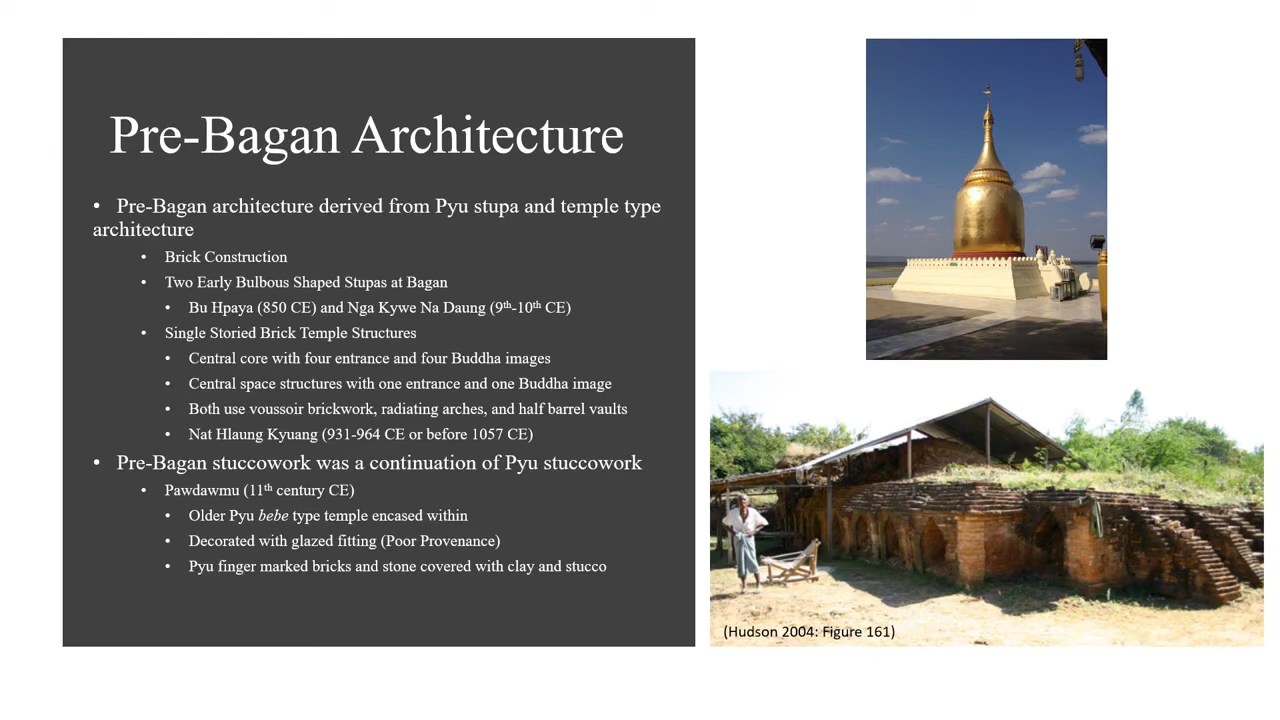 Pre-Bagan Architecture
• Pre-Bagan architecture derived from Pyu stupa and temple type
architecture
• Brick Construction
• Two Early Bulbous Shaped Stupas at Bagan
• Bu Hpaya (850 CE) and Nga Kywe Na Daung (9th-10th CE)
• Single Storied Brick Temple Structures
• Central core with four entrance and four Buddha images
• Central space structures with one entrance and one Buddha image
• Both use voussoir brickwork, radiating arches, and half barrel vaults
• Nat Hlaung Kyuang (931-964 CE or before 1057 CE)
• Pre-Bagan stuccowork was a continuation of Pyu stuccowork
• Pawdawmu (11th century CE)
• Older Pyu bebe type temple encased within
• Decorated with glazed fitting (Poor Provenance)
• Pyu finger marked bricks and stone covered with clay and stucco
(Hudson 2004: Figure 161)